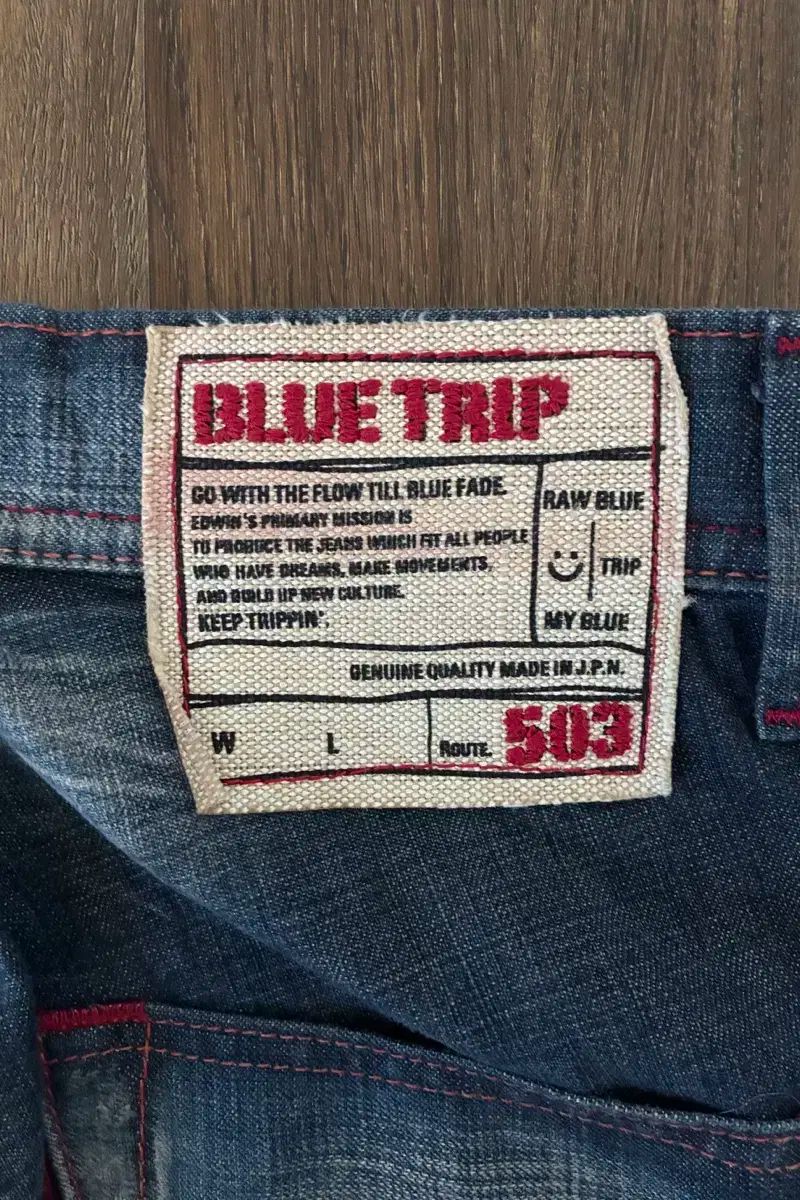 BLUE TRIP
GO WITH THE FLOW TILL BLUE FADE.
EDWIN'S PRIMARY MISSION IS
TO PRODUCE THE JEANS WHICH FIT ALL PEOPLE
WHO HAVE DREAMS, MAKE MOVEMENTS,
AND BUILD UP NEW CULTURE.
KEEP TRIPPIN'.
RAW BLUE
TRIP
MY BLUE
GENUINE QUALITY MADE IN J.P.N.
W L
ROUTE. 503